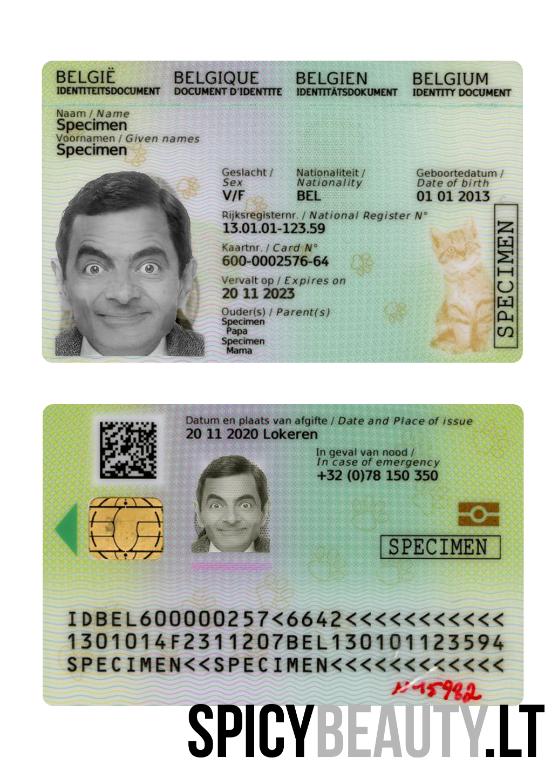 BELGIË BELGIQUE BELGIEN BELGIUM
IDENTITEITSDOCUMENT DOCUMENT D'IDENTITE IDENTITÄTSDOKUMENT IDENTITY DOCUMENT
Naam / Name
Specimen
Voornamen / Given names
Specimen
Geslacht / Nationaliteit / Geboortedatum /
Sex Nationality Date of birth
V/F BEL 01 01 2013
Rijksregisternr. / National Register N°
13.01.01-123.59
Kaartnr. / Card N°
600-0002576-64
Vervalt op / Expires on
20 11 2023
Ouder(s) / Parent(s)
Specimen
Papa
Specimen
Mama
SPECIMEN
Datum en plaats van afgifte / Date and Place of issue
20 11 2020 Lokeren
In geval van nood /
In case of emergency
+32 (0)78 150 350
SPECIMEN
IDBEL600000257<6642<<<<<<<<<<<
1301014F2311207BEL130101123594
SPECIMEN<<SPECIMEN<<<<<<<<<<<<
N°15982
SPICYBEAUTY.LT